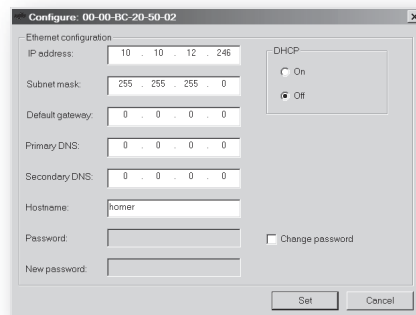 Configure: 00-00-BC-20-50-02
Ethernet configuration
IP address: 10 . 10 . 12 . 246
DHCP
On
Off
Subnet mask: 255 . 255 . 255 . 0
Default gateway: 0 . 0 . 0 . 0
Primary DNS: 0 . 0 . 0 . 0
Secondary DNS: 0 . 0 . 0 . 0
Hostname: homer
Password:
Change password
New password:
Set Cancel